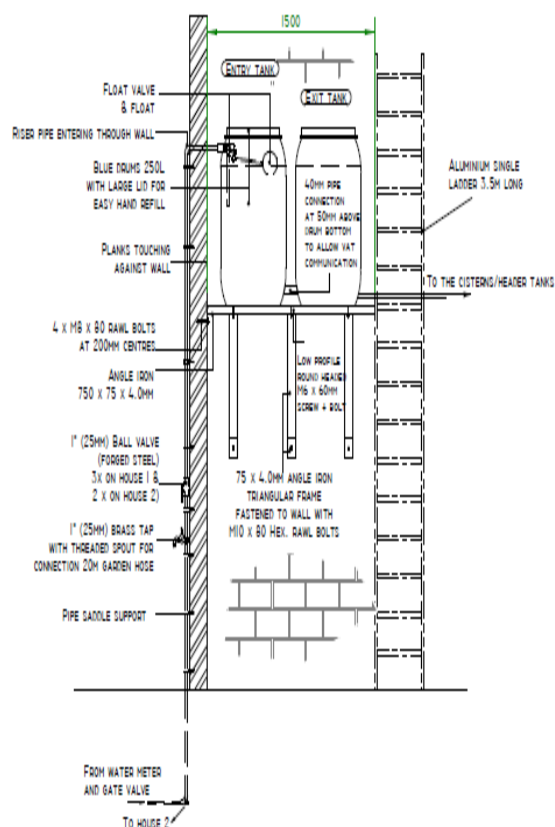 1500
ENTRY TANK
EXIT TANK
FLOAT VALVE
& FLOAT
RISER PIPE ENTERING THROUGH WALL
BLUE DRUMS 250L
WITH LARGE LID FOR
EASY HAND REFILL
40MM PIPE
CONNECTION
AT 50MM ABOVE
DRUM BOTTOM
TO ALLOW VAT
COMMUNICATION
ALUMINIUM SINGLE
LADDER 3.5M LONG
PLANKS TOUCHING
AGAINST WALL
TO THE CISTERNS/HEADER TANKS
4 X M8 X 80 RAWL BOLTS
AT 200MM CENTRES
ANGLE IRON
750 X 75 X 4.0MM
LOW PROFILE
ROUND HEADED
M6 X 60MM
SCREW + BOLT
1" (25MM) BALL VALVE
(FORGED STEEL)
3X ON HOUSE 1 &
2 X ON HOUSE 2)
75 X 4.0MM ANGLE IRON
TRIANGULAR FRAME
FASTENED TO WALL WITH
M10 X 80 HEX. RAWL BOLTS
1" (25MM) BRASS TAP
WITH THREADED SPOUT FOR
CONNECTION 20M GARDEN HOSE
PIPE SADDLE SUPPORT
FROM WATER METER
AND GATE VALVE
TO HOUSE 2